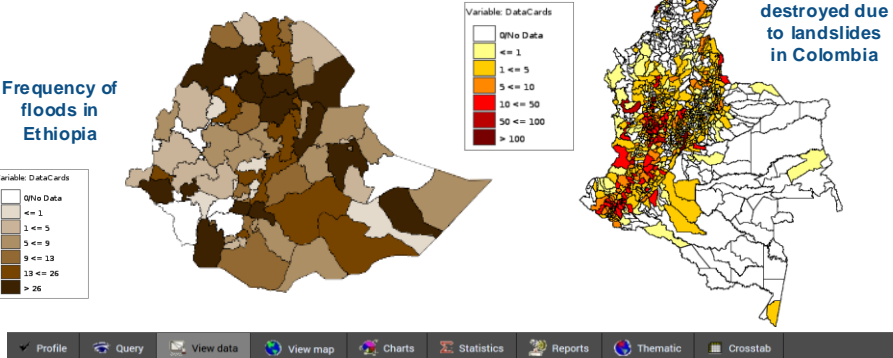 Frequency of
floods in
Ethiopia
ariable: DataCards
0/No Data
<= 1
1 <= 5
5 <= 9
9 <= 13
13 <= 26
> 26
Variable: DataCards
0/No Data
<= 1
1 <= 5
5 <= 10
10 <= 50
50 <= 100
> 100
destroyed due
to landslides
in Colombia
Profile
Query
View data
View map
Charts
Statistics
Reports
Thematic
Crosstab